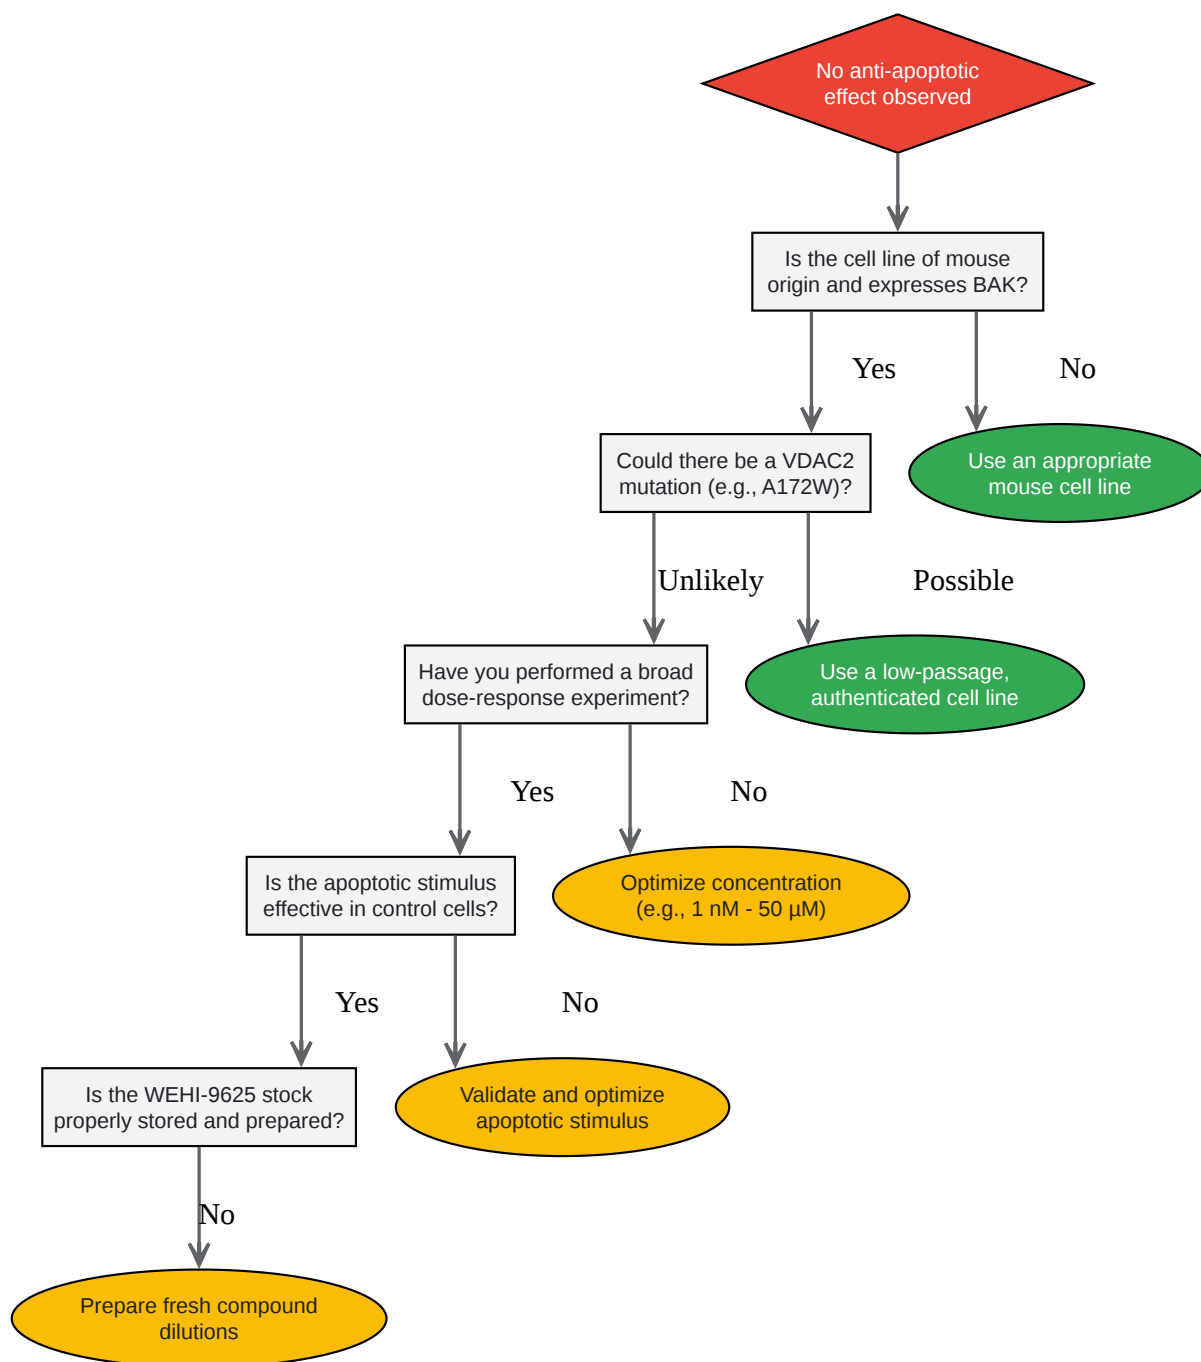 No anti-apoptotic
effect observed
Is the cell line of mouse
origin and expresses BAK?
Yes
No
Could there be a VDAC2
mutation (e.g., A172W)?
Use an appropriate
mouse cell line
Unlikely
Possible
Have you performed a broad
dose-response experiment?
Use a low-passage,
authenticated cell line
Yes
No
Is the apoptotic stimulus
effective in control cells?
Optimize concentration
(e.g., 1 nM - 50 µM)
Yes
No
Is the WEHI-9625 stock
properly stored and prepared?
Validate and optimize
apoptotic stimulus
No
Prepare fresh compound
dilutions